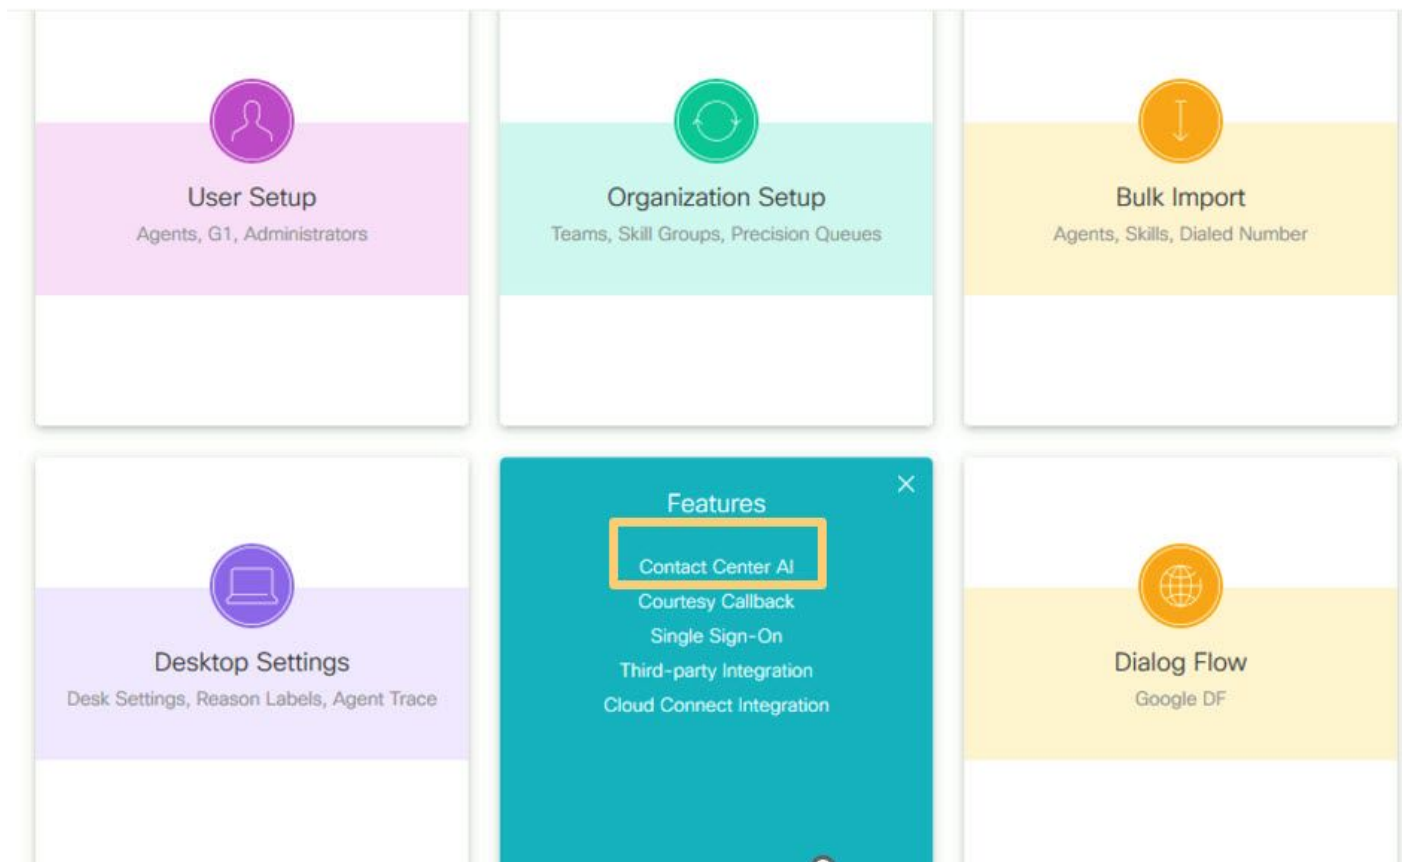 User Setup
Agents, G1, Administrators
Organization Setup
Teams, Skill Groups, Precision Queues
Bulk Import
Agents, Skills, Dialed Number
Desktop Settings
Desk Settings, Reason Labels, Agent Trace
Features
Contact Center AI
Courtesy Callback
Single Sign-On
Third-party Integration
Cloud Connect Integration
Dialog Flow
Google DF